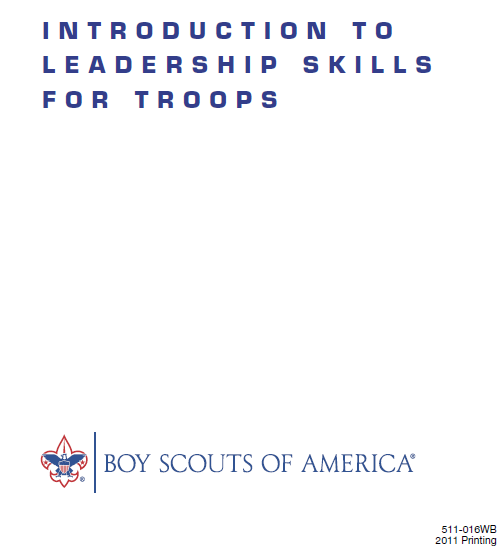 INTRODUCTION TO
LEADERSHIP SKILLS
FOR TROOPS
®
BOY SCOUTS OF AMERICA®
511-016WB
2011 Printing